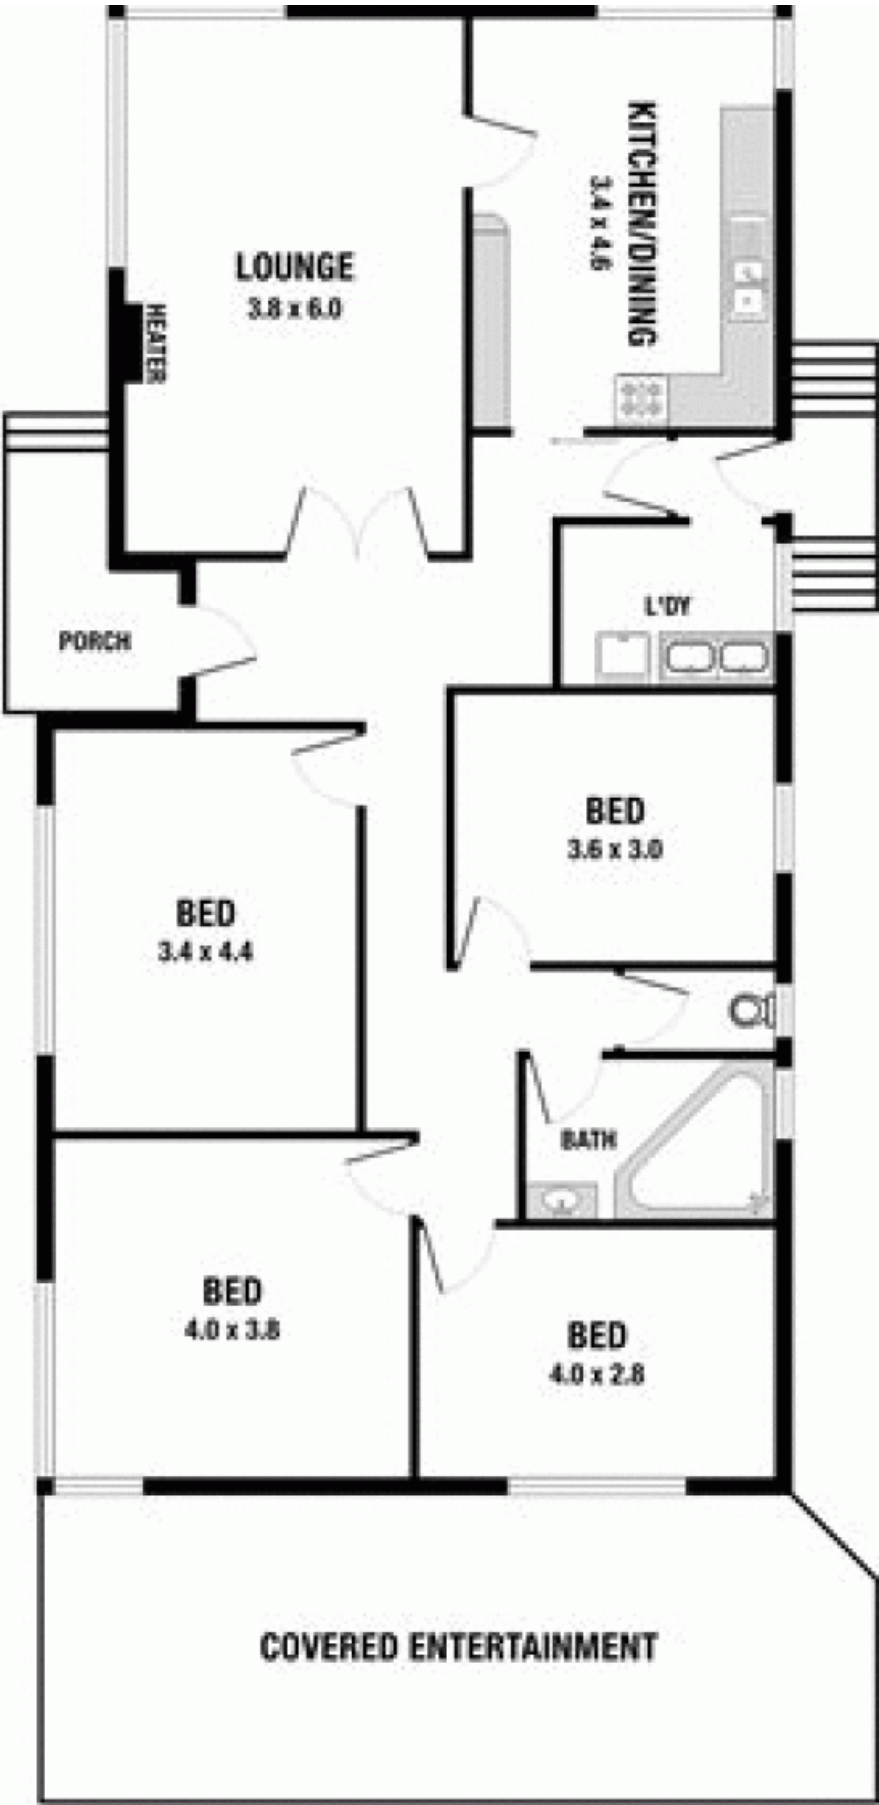 LOUNGE
3.8 x 6.0
HEATER
KITCHEN/DINING
3.4 x 4.6
L'DY
PORCH
BED
3.6 x 3.0
BED
3.4 x 4.4
BATH
BED
4.0 x 3.8
BED
4.0 x 2.8
COVERED ENTERTAINMENT